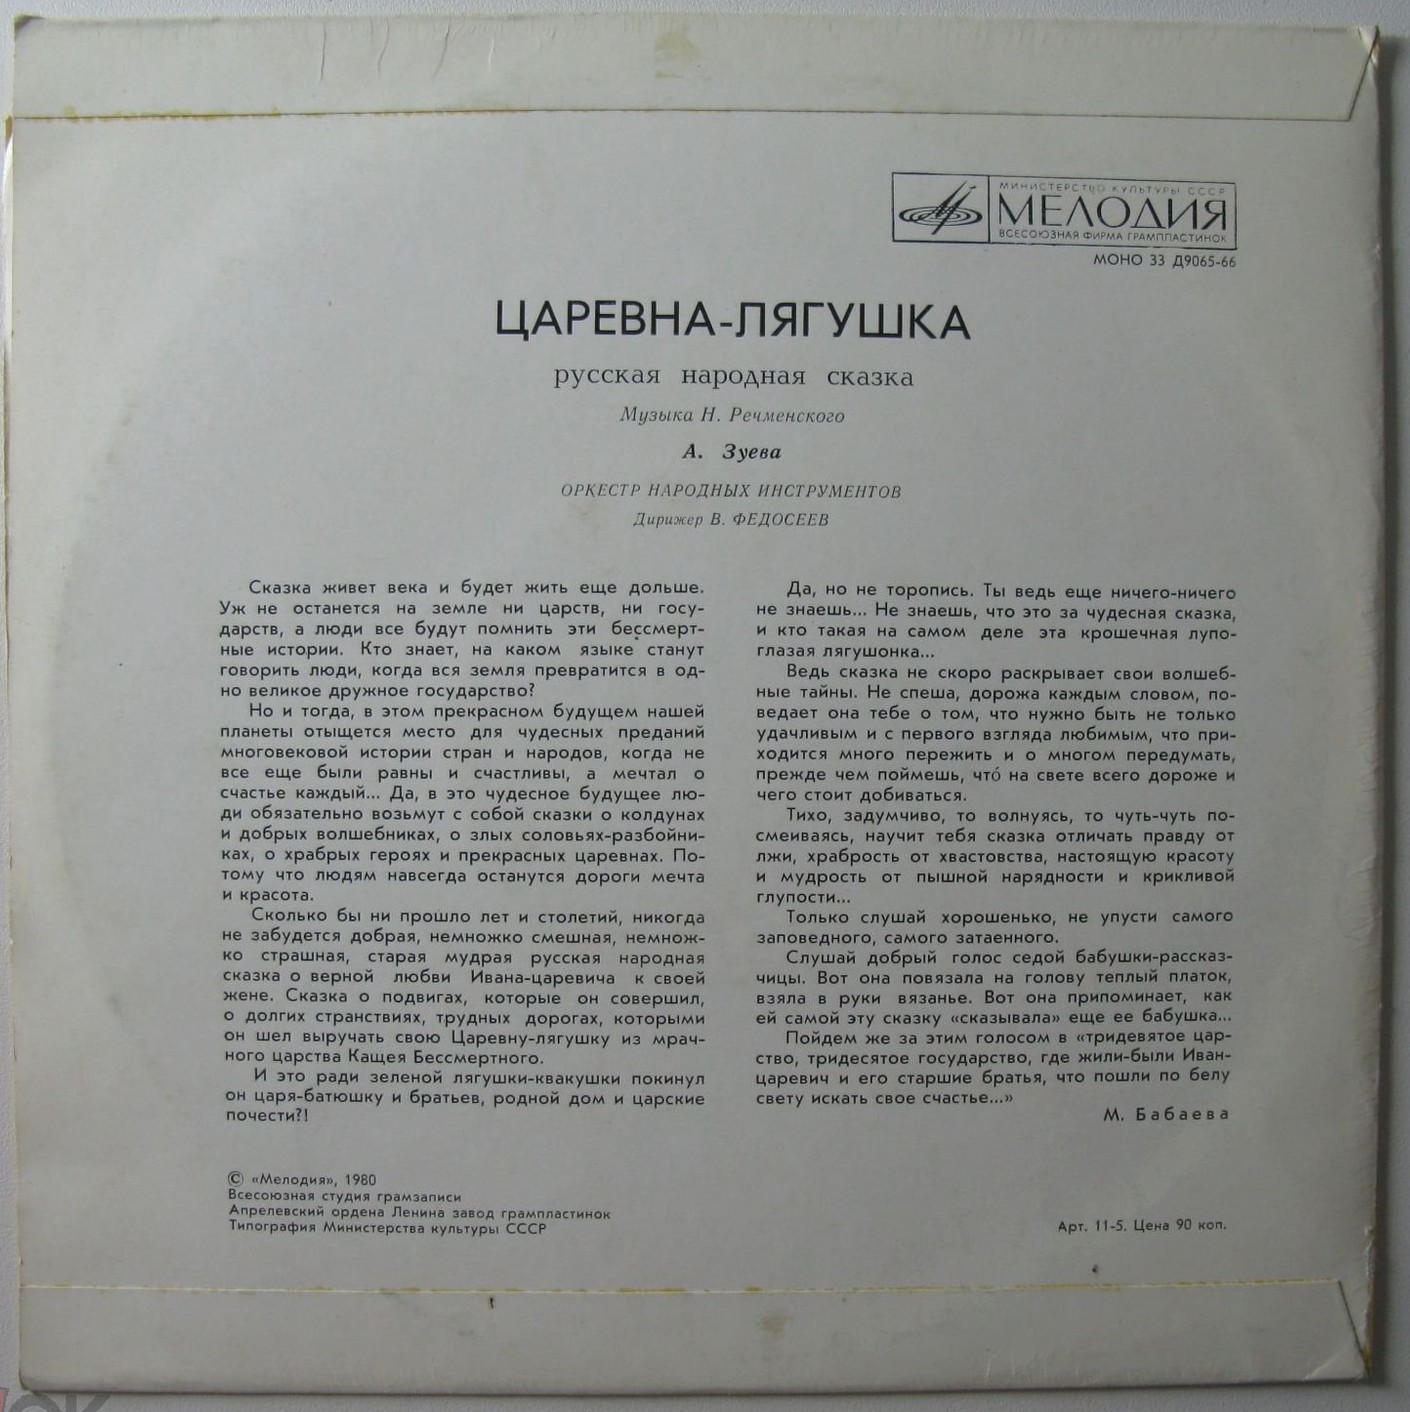 МИНИСТЕРСТВО КУЛЬТУРЫ СССР
МЕЛОДИЯ
ВСЕСОЮЗНАЯ ФИРМА ГРАМПЛАСТИНОК
МОНО 33 Д9065-66
ЦАРЕВНА-ЛЯГУШКА
русская народная сказка
Музыка Н. Речменского
А. Зуева
ОРКЕСТР НАРОДНЫХ ИНСТРУМЕНТОВ
Дирижер В. ФЕДОСЕЕВ
Сказка живет века и будет жить еще дольше.
Уж не останется на земле ни царств, ни госу-
дарств, а люди все будут помнить эти бессмерт-
ные истории. Кто знает, на каком языке станут
говорить люди, когда вся земля превратится в од-
но великое дружное государство?
Но и тогда, в этом прекрасном будущем нашей
планеты отыщется место для чудесных преданий
многовековой истории стран и народов, когда не
все еще были равны и счастливы, а мечтал о
счастье каждый... Да, в это чудесное будущее лю-
ди обязательно возьмут с собой сказки о колдунах
и добрых волшебниках, о злых соловьях-разбойни-
ках, о храбрых героях и прекрасных царевнах. По-
тому что людям навсегда останутся дороги мечта
и красота.
Сколько бы ни прошло лет и столетий, никогда
не забудется добрая, немножко смешная, немнож-
ко страшная, старая мудрая русская народная
сказка о верной любви Ивана-царевича к своей
жене. Сказка о подвигах, которые он совершил,
о долгих странствиях, трудных дорогах, которыми
он шел выручать свою Царевну-лягушку из мрач-
ного царства Кащея Бессмертного.
И это ради зеленой лягушки-квакушки покинул
он царя-батюшку и братьев, родной дом и царские
почести?!
Да, но не торопись. Ты ведь еще ничего-ничего
не знаешь... Не знаешь, что это за чудесная сказка,
и кто такая на самом деле эта крошечная лупо-
глазая лягушонка...
Ведь сказка не скоро раскрывает свои волшеб-
ные тайны. Не спеша, дорожа каждым словом, по-
ведает она тебе о том, что нужно быть не только
удачливым и с первого взгляда любимым, что при-
ходится много пережить и о многом передумать,
прежде чем поймешь, что́ на свете всего дороже и
чего стоит добиваться.
Тихо, задумчиво, то волнуясь, то чуть-чуть по-
смеиваясь, научит тебя сказка отличать правду от
лжи, храбрость от хвастовства, настоящую красоту
и мудрость от пышной нарядности и крикливой
глупости...
Только слушай хорошенько, не упусти самого
заповедного, самого затаенного.
Слушай добрый голос седой бабушки-рассказ-
чицы. Вот она повязала на голову теплый платок,
взяла в руки вязанье. Вот она припоминает, как
ей самой эту сказку «сказывала» еще ее бабушка...
Пойдем же за этим голосом в «тридевятое цар-
ство, тридесятое государство, где жили-были Иван-
царевич и его старшие братья, что пошли по белу
свету искать свое счастье...»
М. Бабаева
© «Мелодия», 1980
Всесоюзная студия грамзаписи
Апрелевский ордена Ленина завод грампластинок
Типография Министерства культуры СССР
Арт. 11-5. Цена 90 коп.